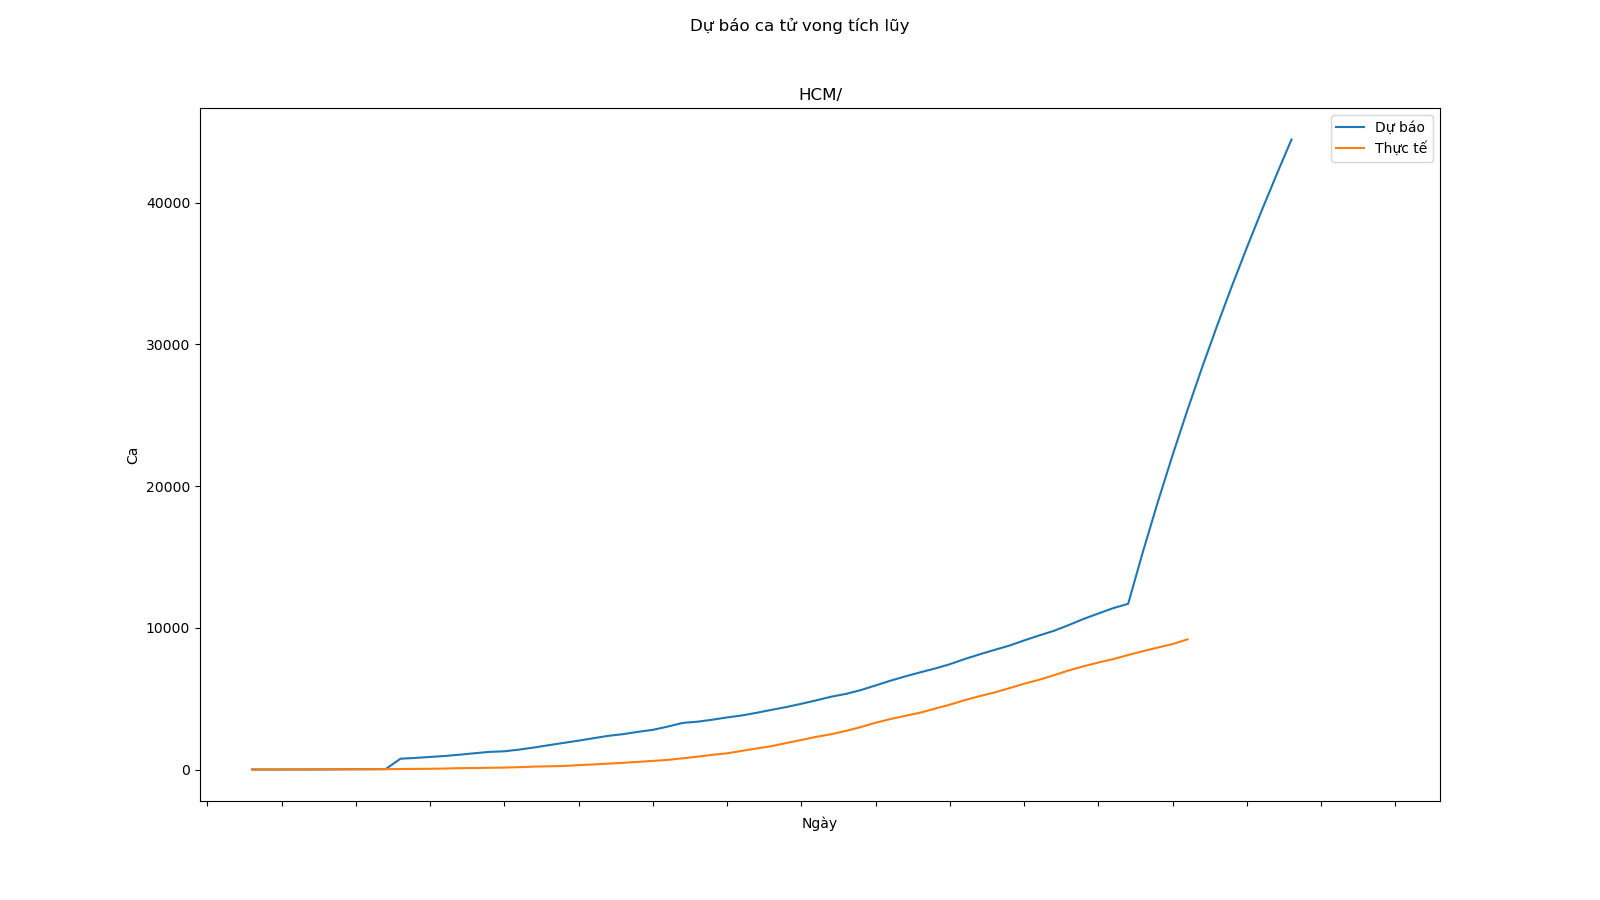 Dự báo ca tử vong tích lũy
HCM/
Dự báo
Thực tế
40000
30000
20000
10000
0
Ca
Ngày